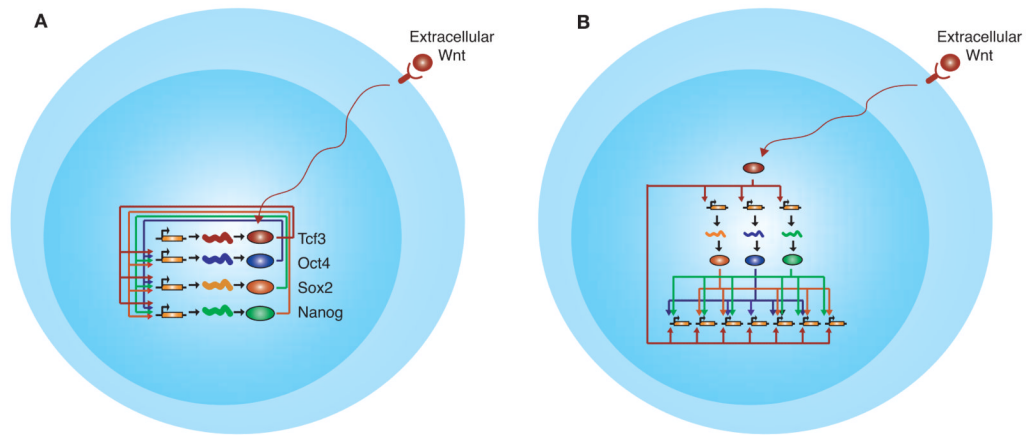 A
Extracellular
Wnt
Tcf3
Oct4
Sox2
Nanog
B
Extracellular
Wnt